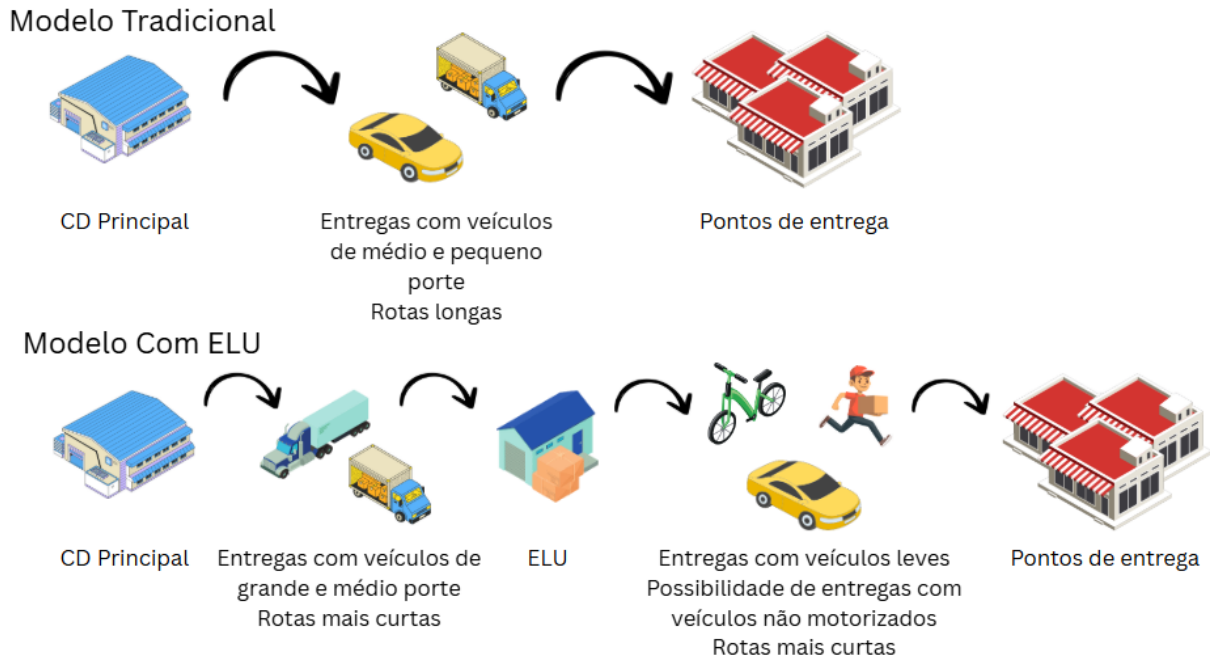 Modelo Tradicional
CD Principal
Entregas com veículos
de médio e pequeno
porte
Rotas longas
Pontos de entrega
Modelo Com ELU
CD Principal
Entregas com veículos de
grande e médio porte
Rotas mais curtas
ELU
Entregas com veículos leves
Possibilidade de entregas com
veículos não motorizados
Rotas mais curtas
Pontos de entrega